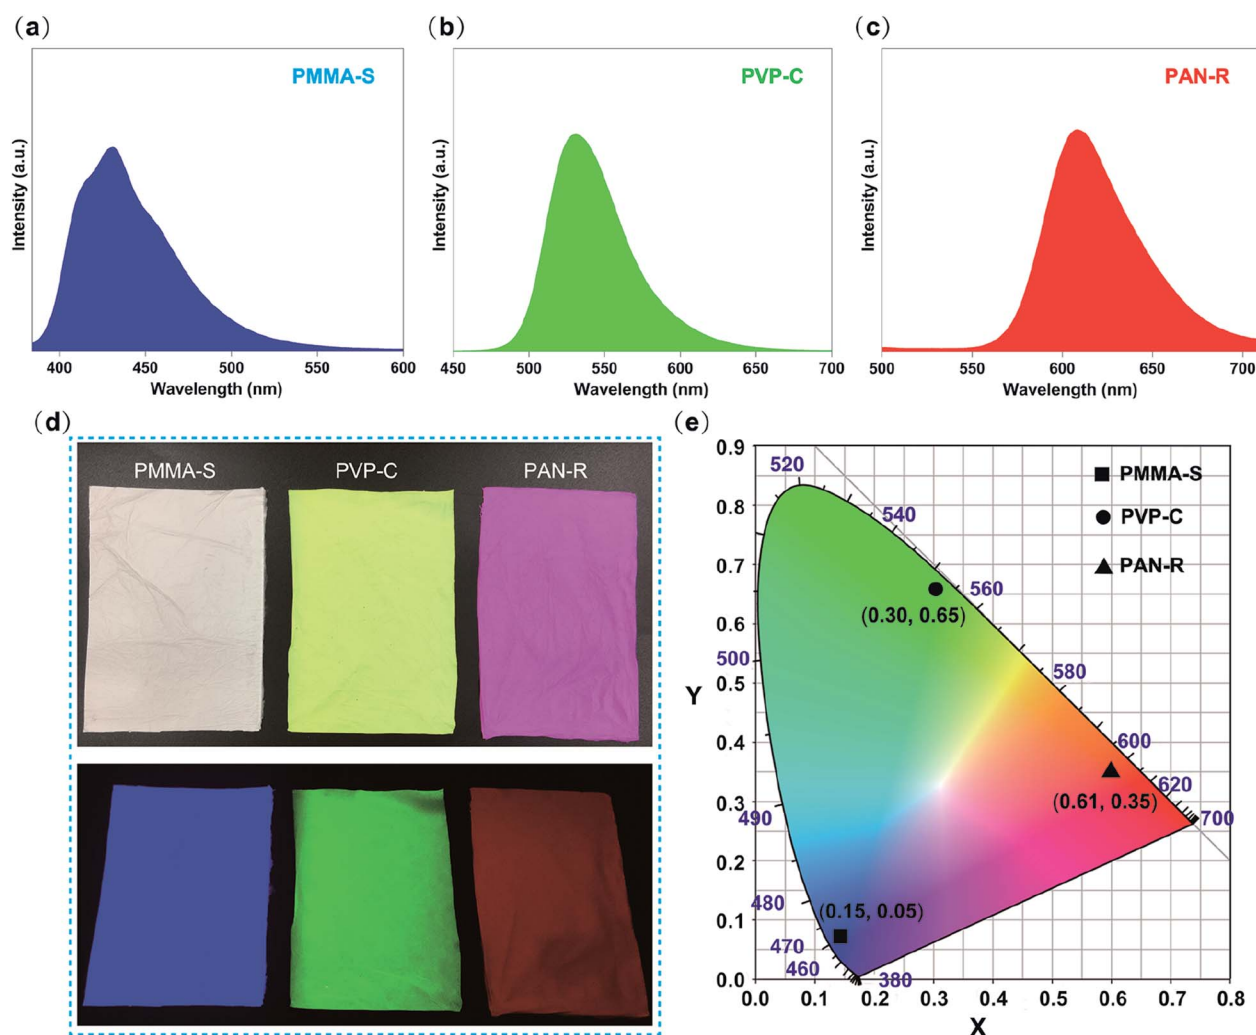 (a)
PMMA-S
Intensity (a.u.)
400 450 500 550 600
Wavelength (nm)
(b)
PVP-C
Intensity (a.u.)
450 500 550 600 650 700
Wavelength (nm)
(c)
PAN-R
Intensity (a.u.)
500 550 600 650 700
Wavelength (nm)
(d)
PMMA-S PVP-C PAN-R
(e)
0.9
0.8
0.7
0.6
0.5
0.4
0.3
0.2
0.1
0.0
Y
520
540
560
500
580
600
620
490
700
480
470
460
380
PMMA-S
PVP-C
PAN-R
(0.30, 0.65)
(0.61, 0.35)
(0.15, 0.05)
0.0 0.1 0.2 0.3 0.4 0.5 0.6 0.7 0.8
X